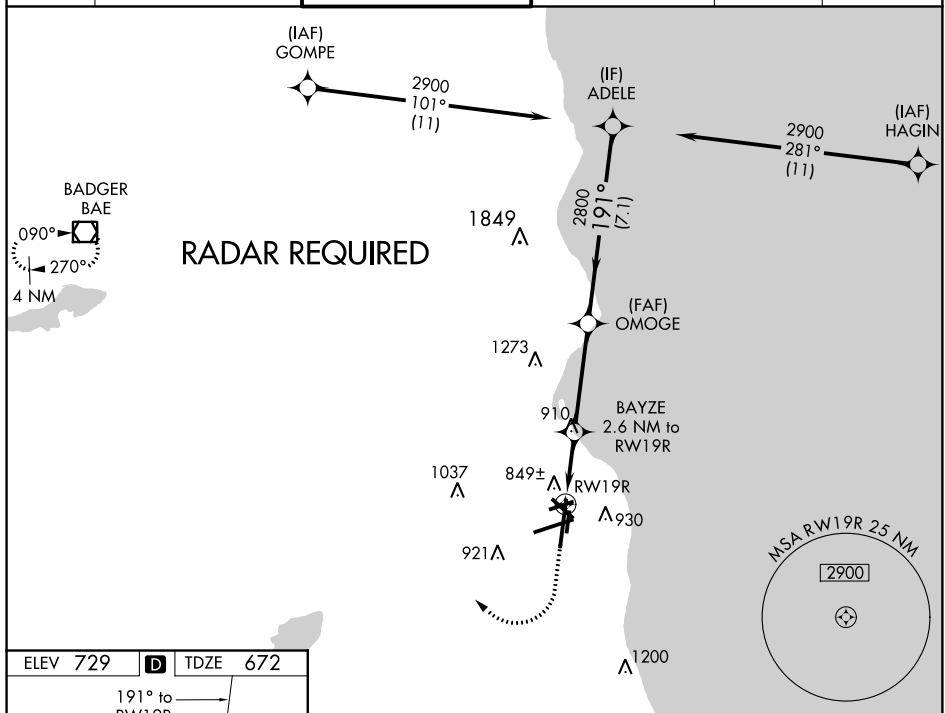 (IAF)
GOMPE
2900
101°
(11)
(IF)
ADELE
(IAF)
HAGIN
2900
281°
(11)
BADGER
BAE
090°
270°
4 NM
RADAR REQUIRED
1849
2800
191°
(7.1)
(FAF)
OMOGE
1273
910
BAYZE
2.6 NM to
RW19R
1037
849±
RW19R
930
921
MSA RW19R 25 NM
2900
1200
ELEV 729 D TDZE 672
191° to
RW19R